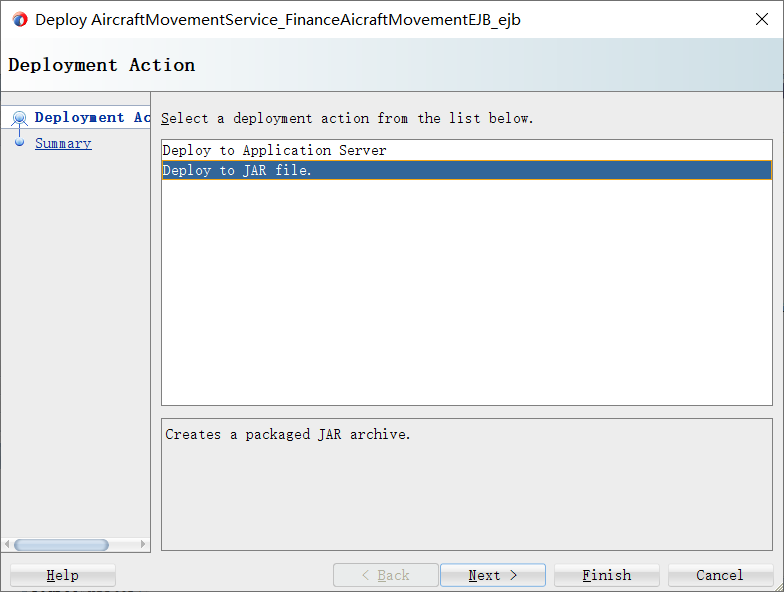 Deploy AircraftMovementService_FinanceAicraftMovementEJB_ejb
Deployment Action
Deployment Ac
Summary
Select a deployment action from the list below.
Deploy to Application Server
Deploy to JAR file.
Creates a packaged JAR archive.
Help
< Back
Next >
Finish
Cancel